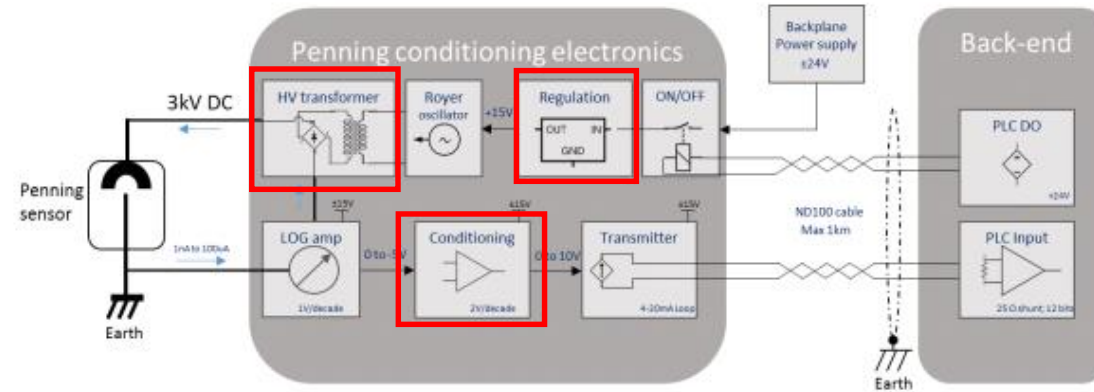 Penning conditioning electronics
Backplane
Power supply
±24V
Back-end
3kV DC
HV transformer
Royer
oscillator
+15V
Regulation
OUT
IN
GND
ON/OFF
PLC DO
+24V
Penning
sensor
ND100 cable
Max 1km
±15V
±15V
±15V
1nA to 100uA
LOG amp
1V/decade
0 to -5V
Conditioning
2V/decade
0 to 10V
Transmitter
4-20mA Loop
PLC Input
25 Ω shunt; 12 bits
Earth
Earth